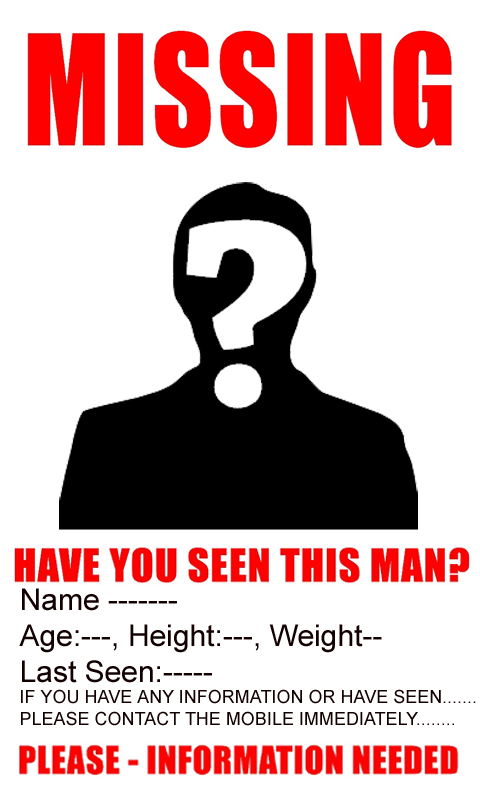 MISSING
?
HAVE YOU SEEN THIS MAN?
Name -------
Age:---, Height:---, Weight--
Last Seen:-----
IF YOU HAVE ANY INFORMATION OR HAVE SEEN.......
PLEASE CONTACT THE MOBILE IMMEDIATELY........
PLEASE - INFORMATION NEEDED